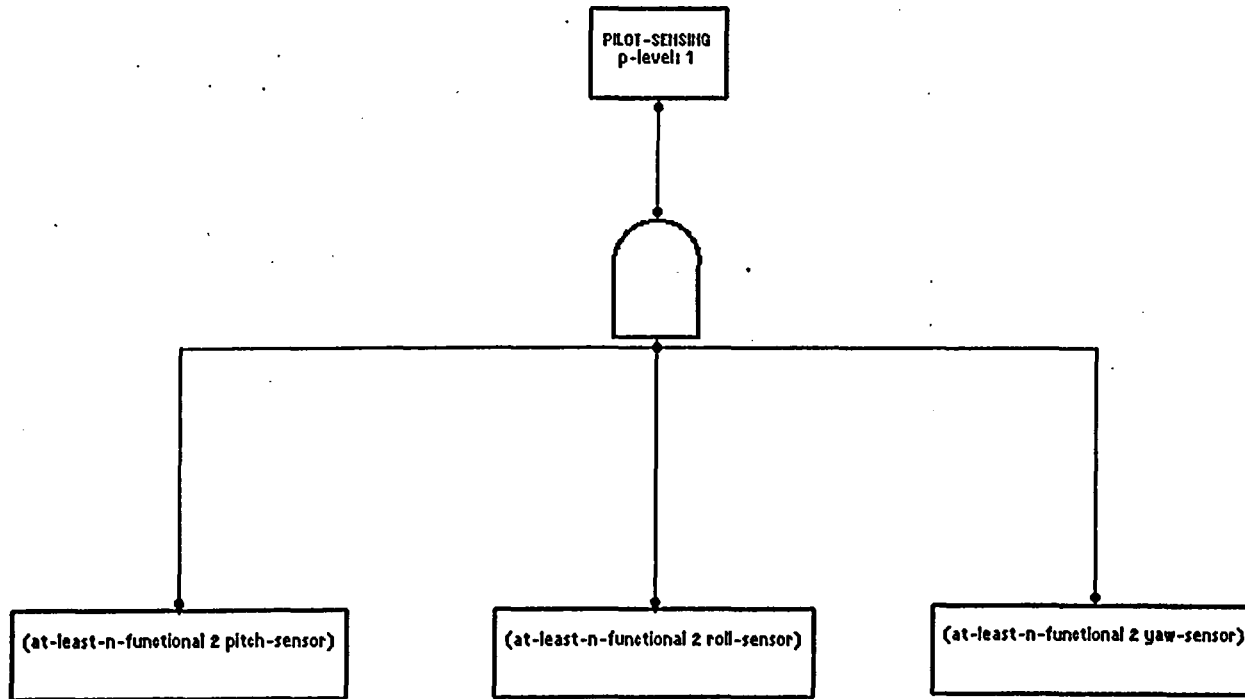 PILOT-SENSING
p-level: 1
(at-least-n-functional 2 pitch-sensor)
(at-least-n-functional 2 roll-sensor)
(at-least-n-functional 2 yaw-sensor)